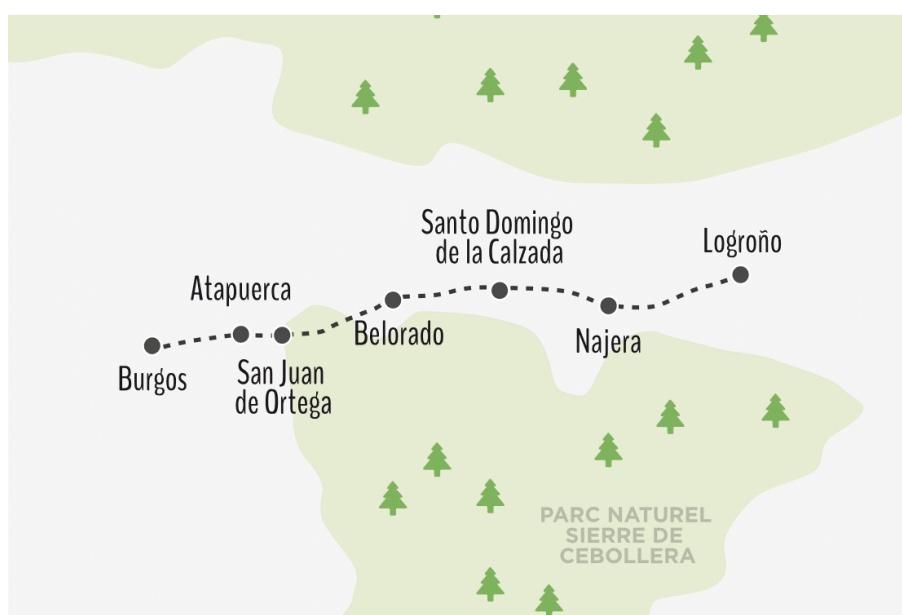 Santo Domingo
de la Calzada
Logroño
Atapuerca
Belorado
Najera
Burgos
San Juan
de Ortega
PARC NATUREL
SIERRE DE
CEBOLLERA